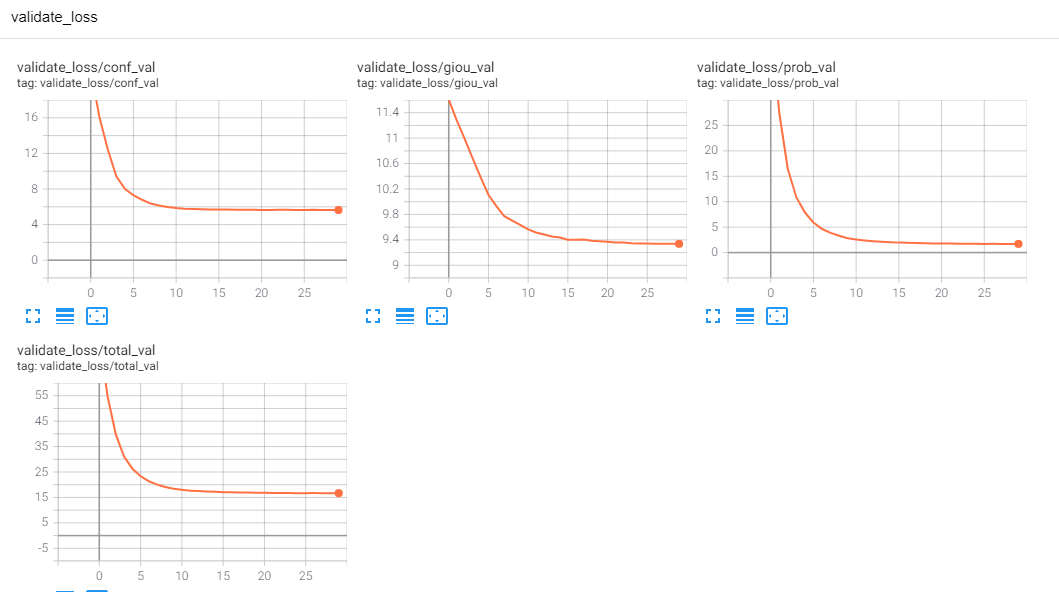 validate_loss
validate_loss/conf_val
tag: validate_loss/conf_val
16
12
8
4
0
0 5 10 15 20 25
validate_loss/giou_val
tag: validate_loss/giou_val
11.4
11
10.6
10.2
9.8
9.4
9
0 5 10 15 20 25
validate_loss/prob_val
tag: validate_loss/prob_val
25
20
15
10
5
0
0 5 10 15 20 25
validate_loss/total_val
tag: validate_loss/total_val
55
45
35
25
15
5
-5
0 5 10 15 20 25